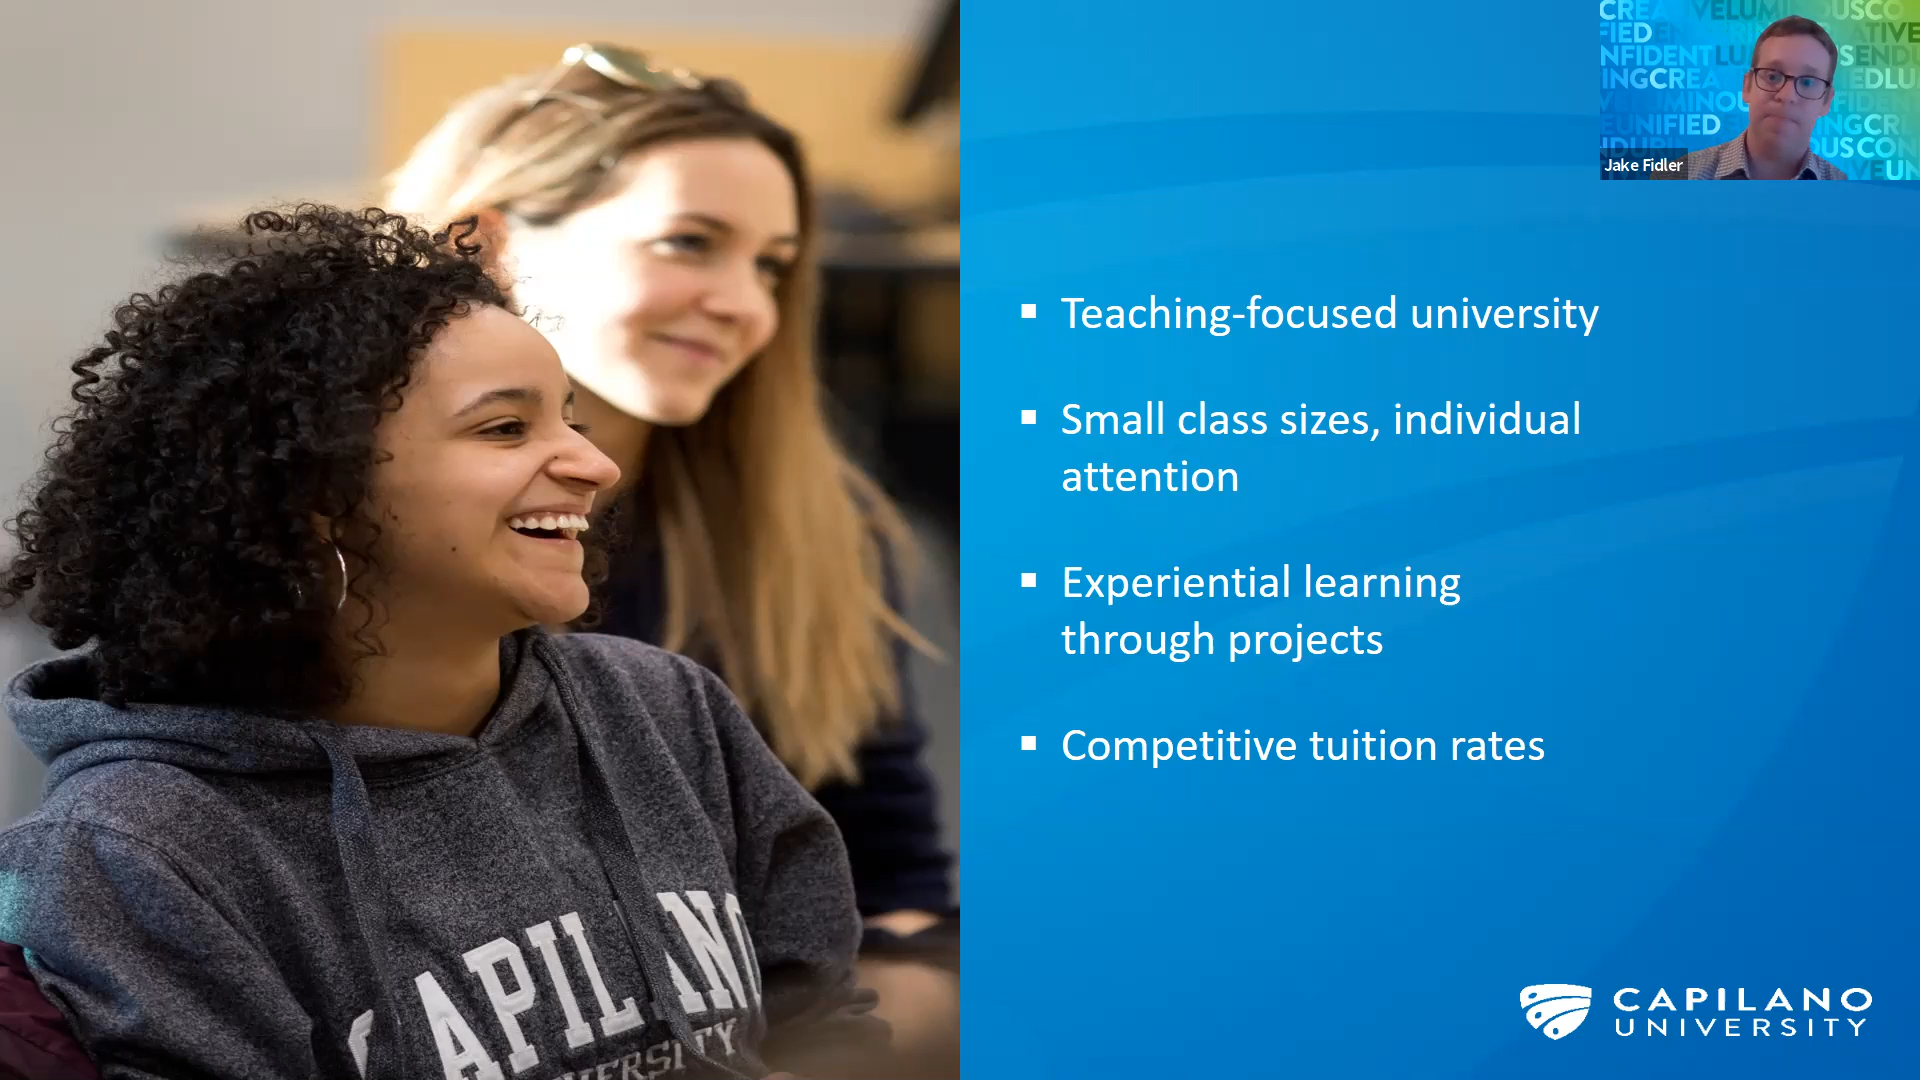 Teaching-focused university
Small class sizes, individual
attention
Experiential learning
through projects
Competitive tuition rates
CAPILANO
UNIVERSITY
Jake Fidler
UNIFIED